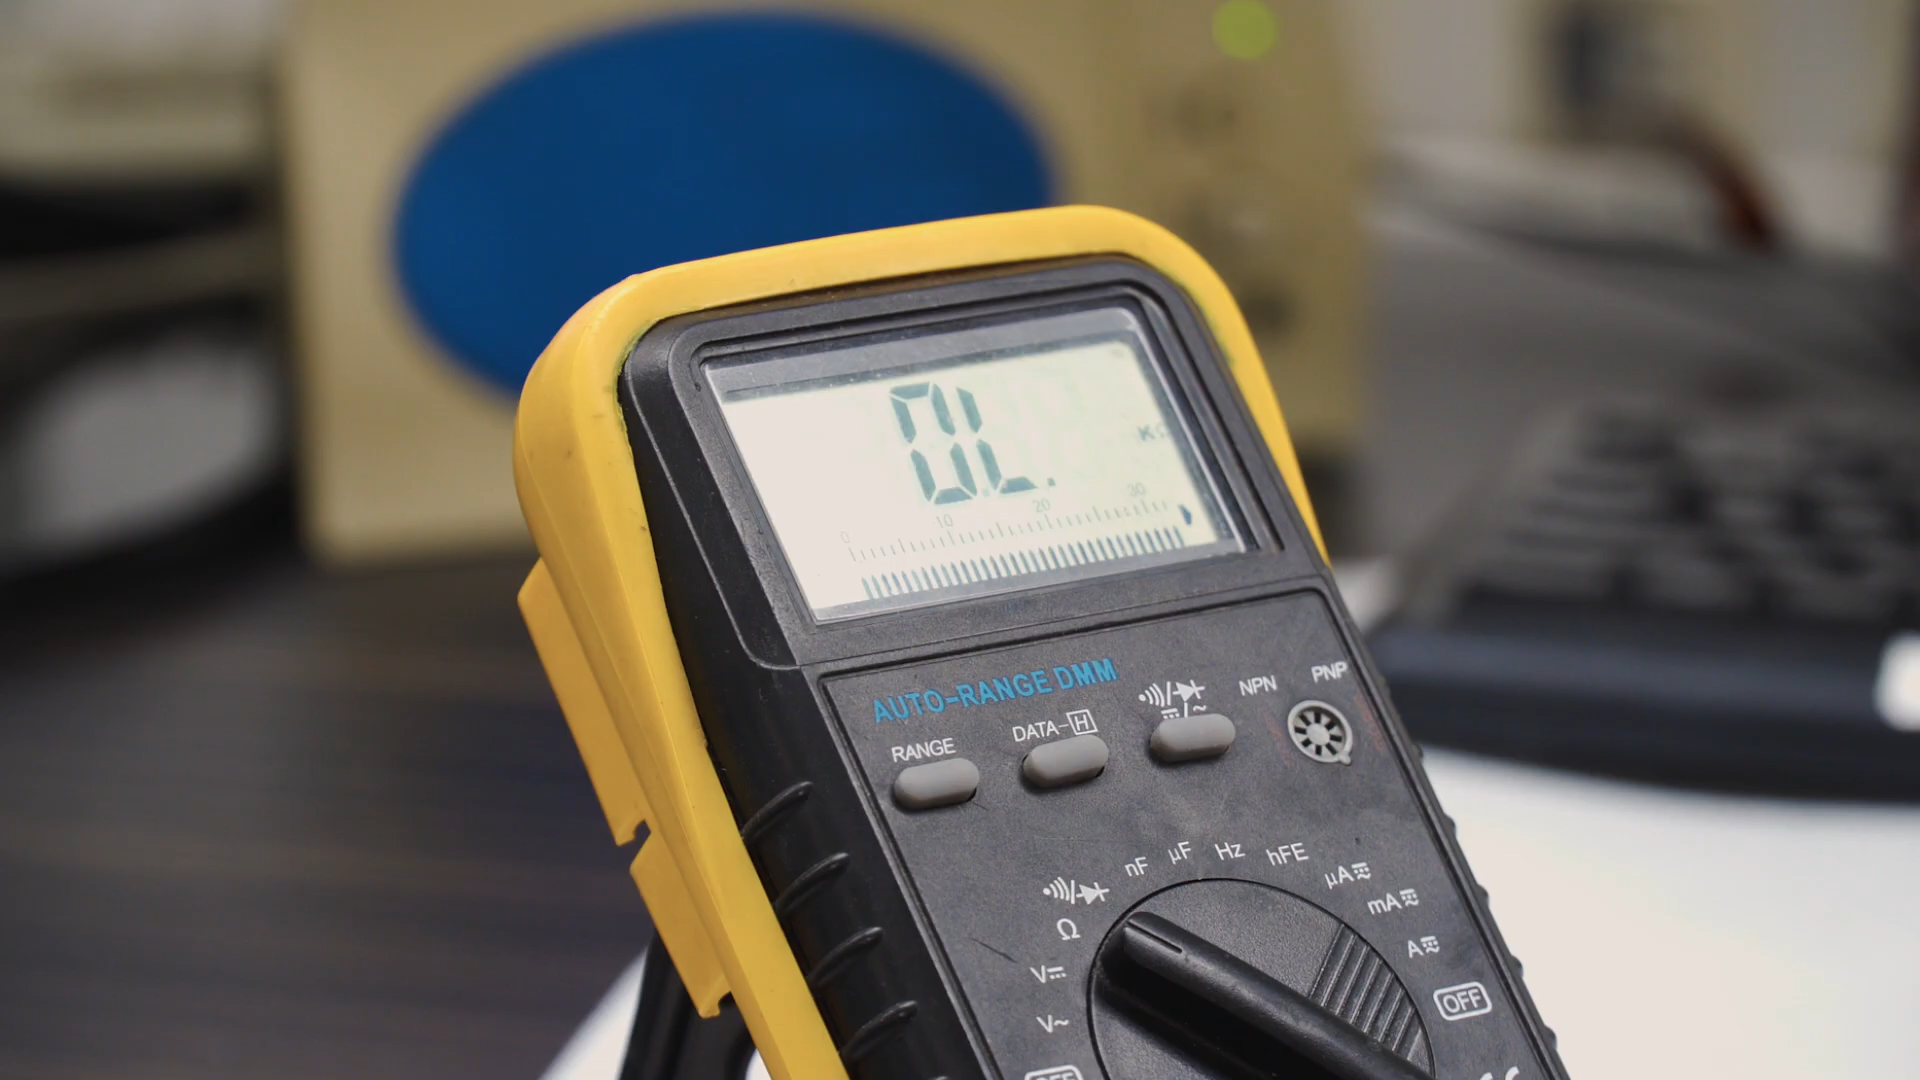 0L.
KΩ
0 10 20 30
AUTO-RANGE DMM
RANGE DATA-H NPN PNP
nF µF Hz hFE µA mA A OFF
Ω
V
V~